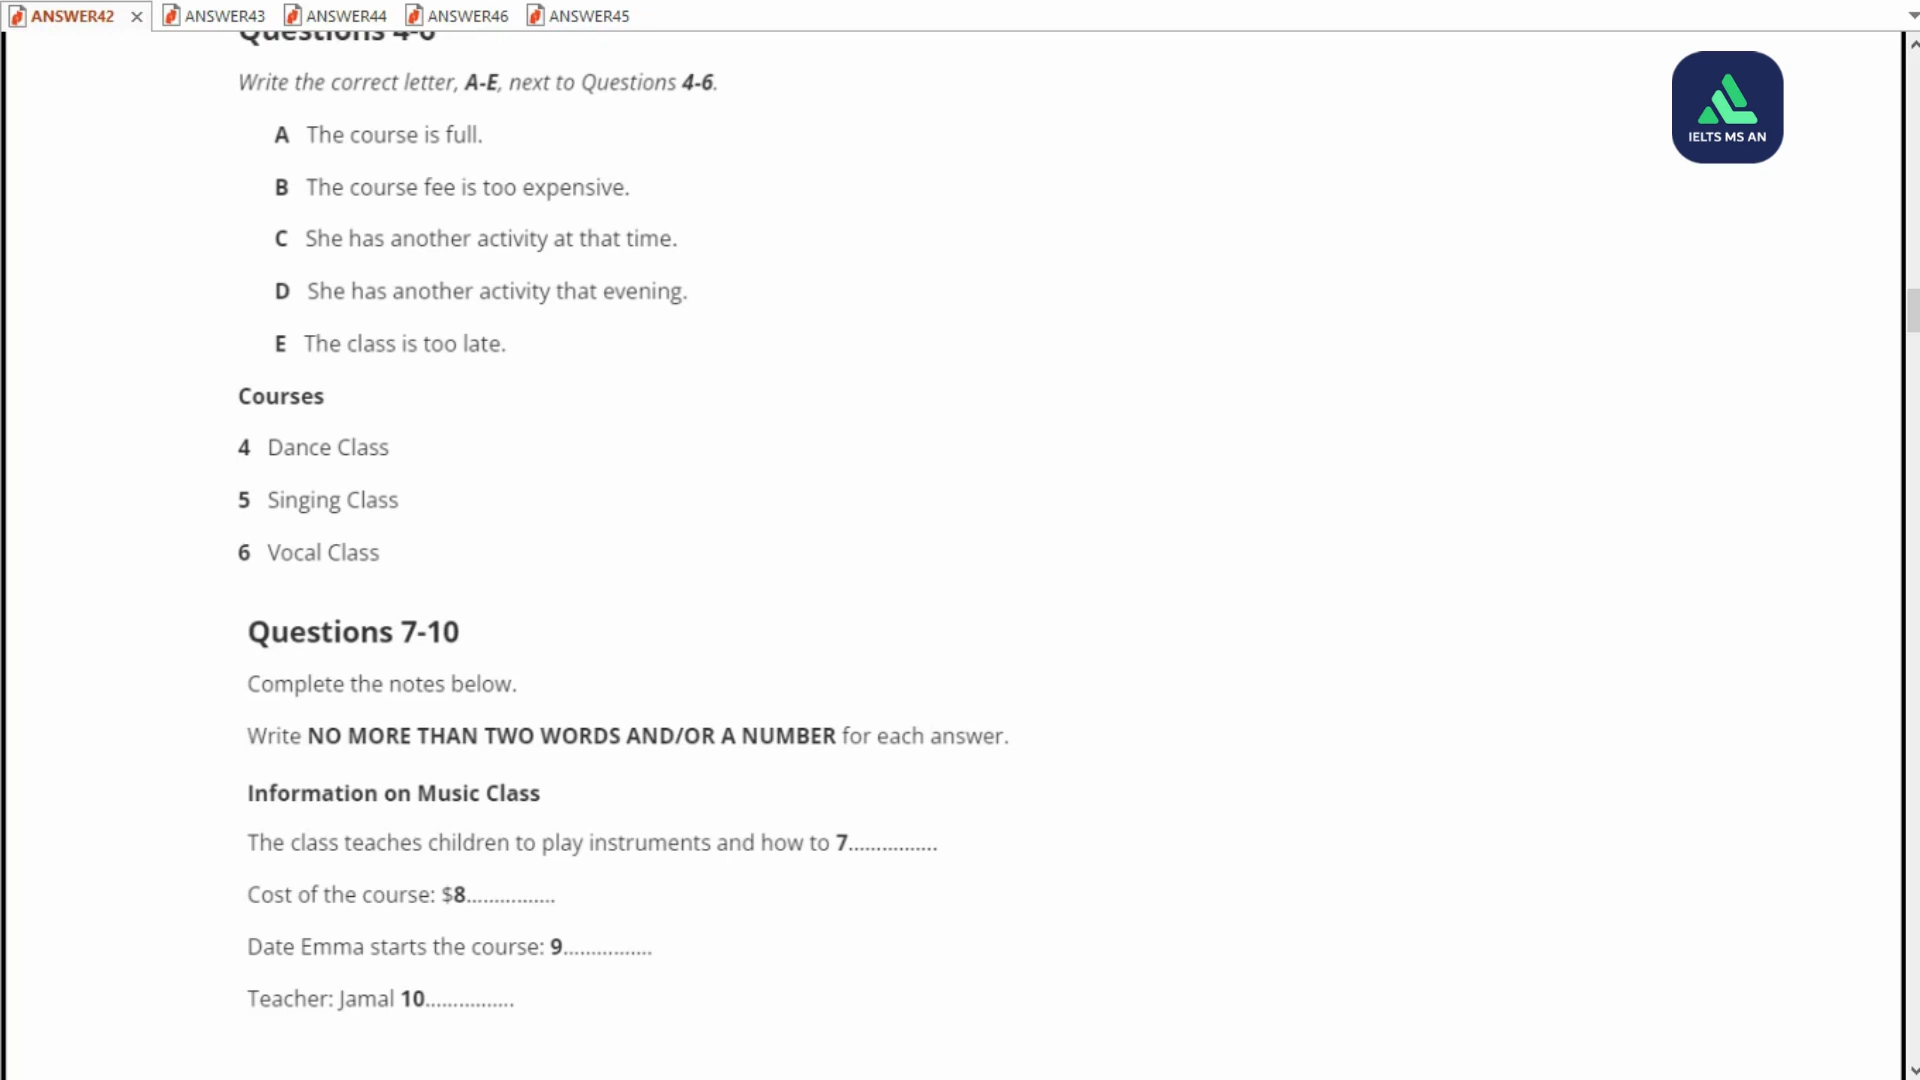 ANSWER42 ANSWER43 ANSWER44 ANSWER46 ANSWER45
Questions 4-6
Write the correct letter, A-E, next to Questions 4-6.
IELTS MS AN
A The course is full.
B The course fee is too expensive.
C She has another activity at that time.
D She has another activity that evening.
E The class is too late.
Courses
4 Dance Class
5 Singing Class
6 Vocal Class
Questions 7-10
Complete the notes below.
Write NO MORE THAN TWO WORDS AND/OR A NUMBER for each answer.
Information on Music Class
The class teaches children to play instruments and how to 7................
Cost of the course: $8................
Date Emma starts the course: 9................
Teacher: Jamal 10................